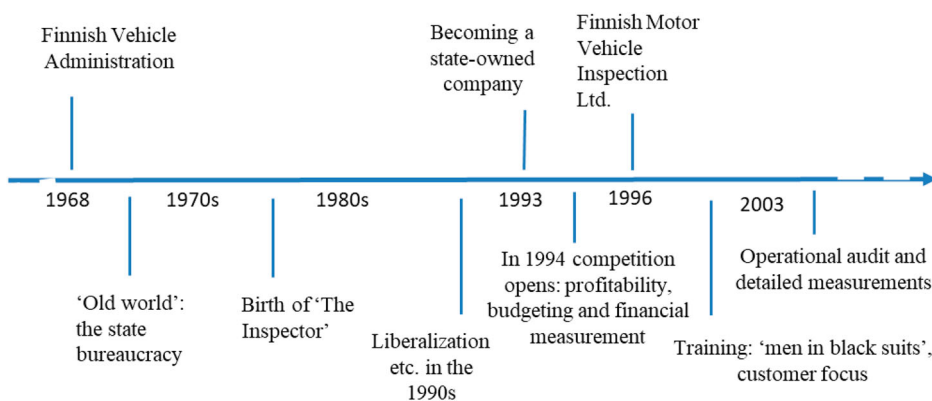 Finnish Vehicle
Administration
Becoming a
state-owned
company
Finnish Motor
Vehicle
Inspection
Ltd.
1968
1970s
1980s
1993
1996
2003
‘Old world’:
the state
bureaucracy
Birth of ‘The
Inspector’
Liberalization
etc. in the
1990s
In 1994 competition
opens: profitability,
budgeting and financial
measurement
Training: ‘men in black suits’,
customer focus
Operational audit and
detailed measurements